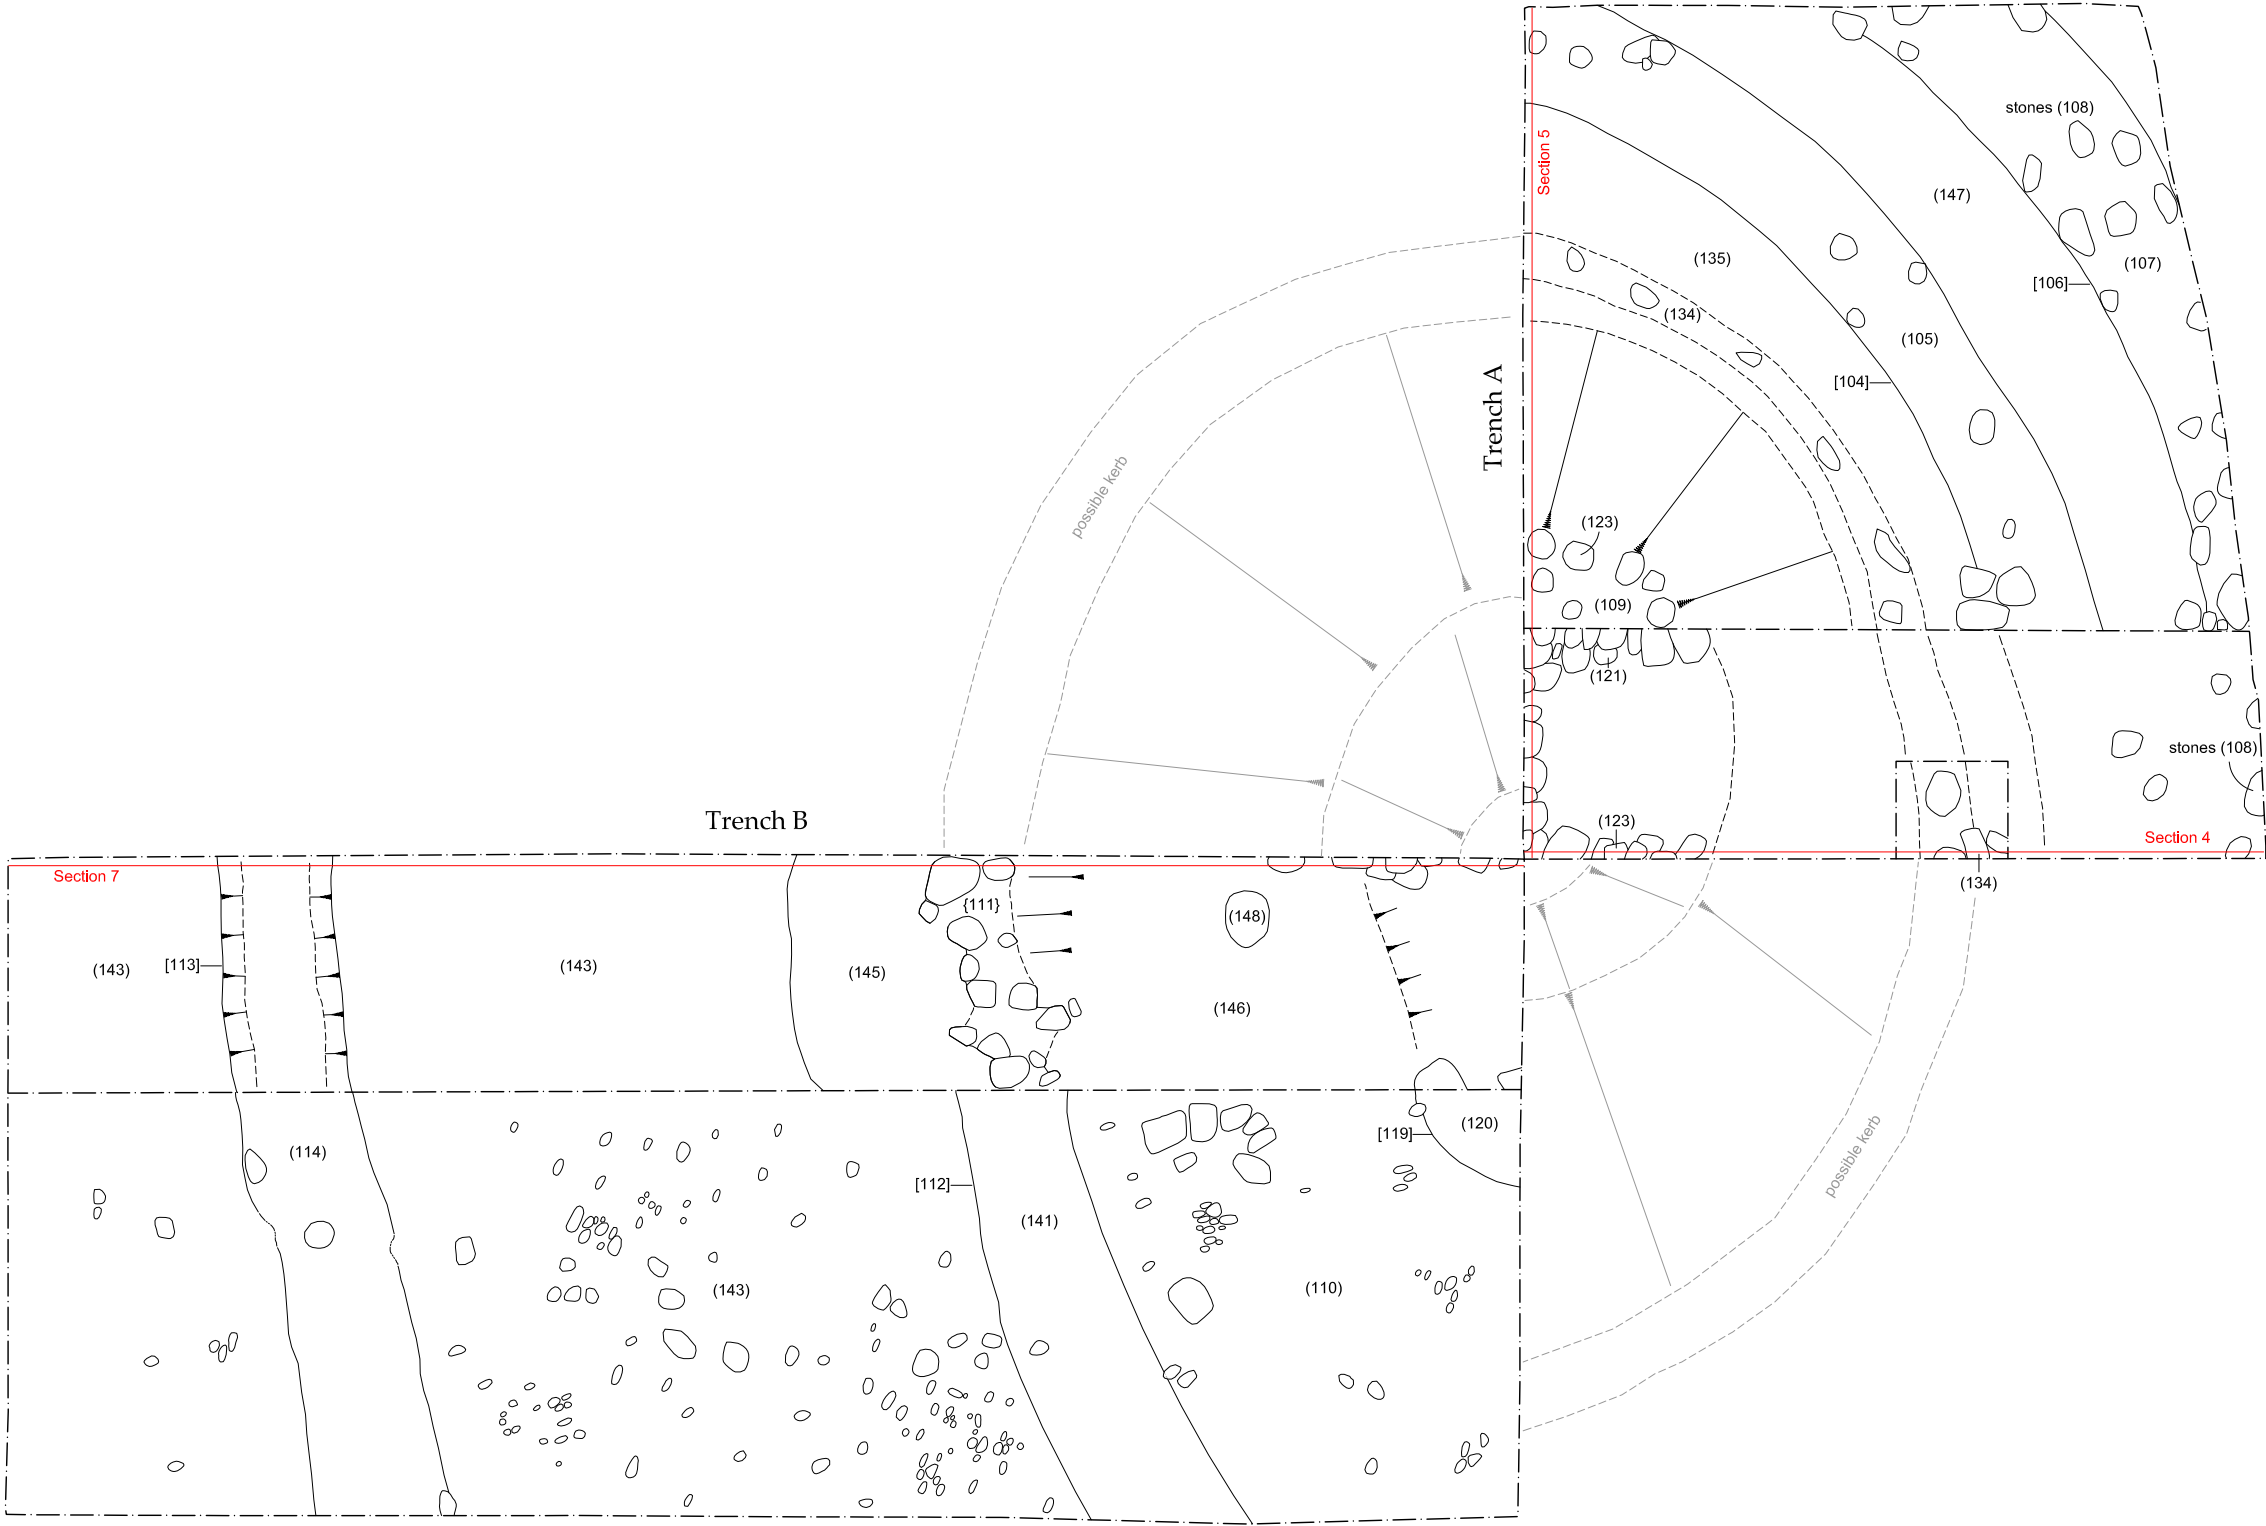 stones (108)
Section 5
(147)
(135)
(107)
[106]
(134)
(105)
[104]
Trench A
possible kerb
(123)
(109)
(121)
stones (108)
Trench B
(123)
Section 4
Section 7
(134)
{111}
(148)
(143)
[113]
(143)
(145)
(146)
(120)
[119]
(114)
possible kerb
[112]
(141)
(143)
(110)